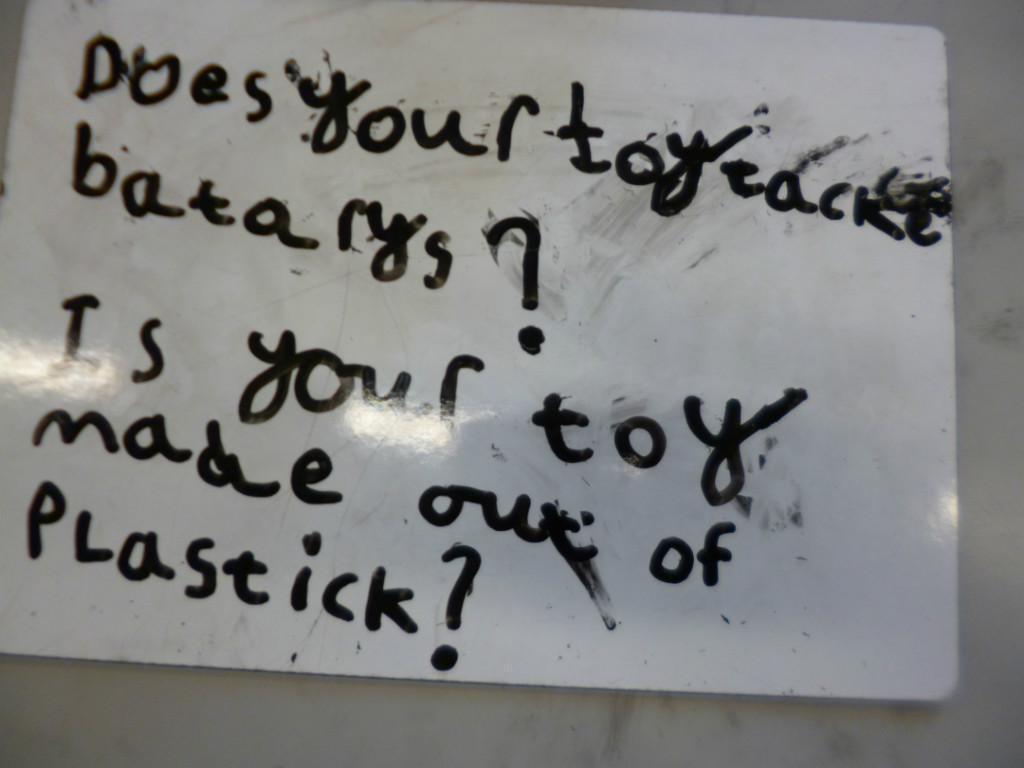 Does your toy tacke
batarys?
Is your toy
made out of
PLastick?